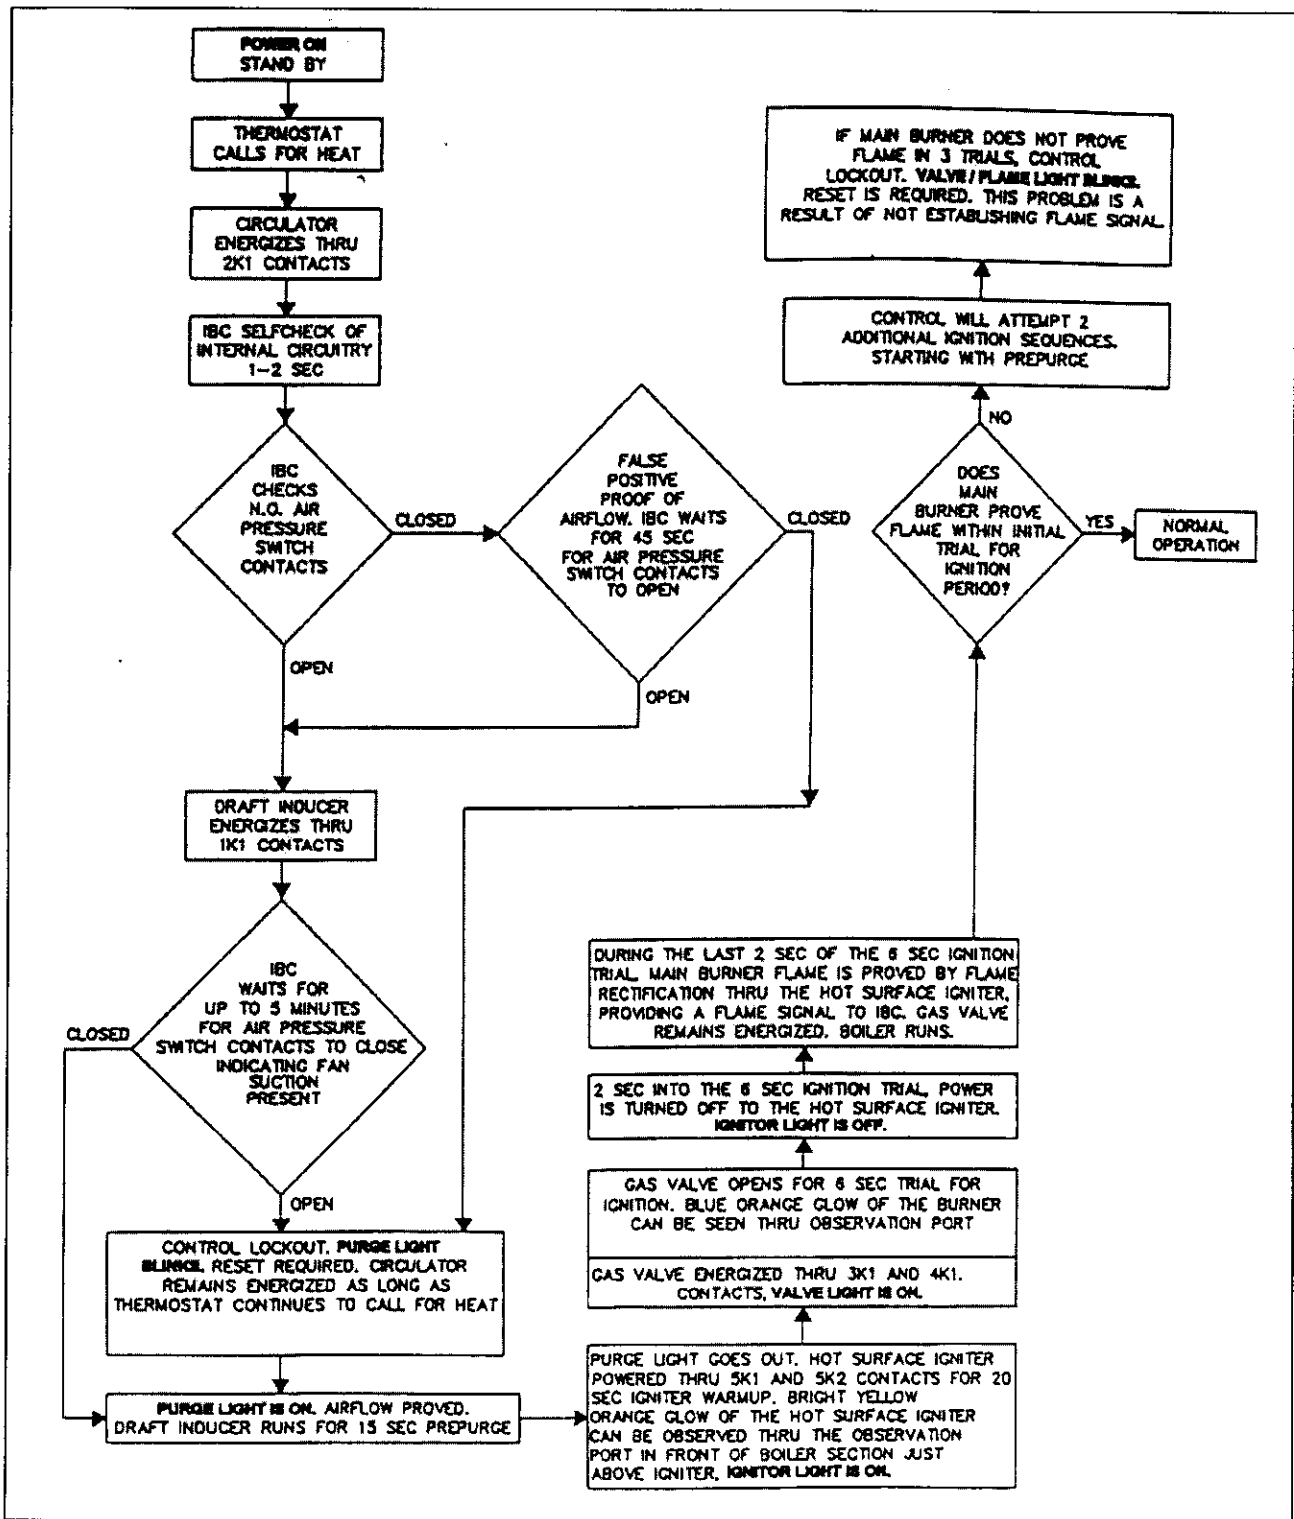 POWER ON
STAND BY
THERMOSTAT
CALLS FOR HEAT
CIRCULATOR
ENERGIZES THRU
2K1 CONTACTS
IBC SELFCHECK OF
INTERNAL CIRCUITRY
1-2 SEC
IBC
CHECKS
N.O. AIR
PRESSURE
SWITCH
CONTACTS
CLOSED
OPEN
FALSE
POSITIVE
PROOF OF
AIRFLOW. IBC WAITS
FOR 45 SEC
FOR AIR PRESSURE
SWITCH CONTACTS
TO OPEN
CLOSED
OPEN
DRAFT INDUCER
ENERGIZES THRU
1K1 CONTACTS
IBC
WAITS FOR
UP TO 5 MINUTES
FOR AIR PRESSURE
SWITCH CONTACTS TO CLOSE
INDICATING FAN
SUCTION
PRESENT
CLOSED
OPEN
CONTROL LOCKOUT. PURGE LIGHT
BLINKS. RESET REQUIRED. CIRCULATOR
REMAINS ENERGIZED AS LONG AS
THERMOSTAT CONTINUES TO CALL FOR HEAT
PURGE LIGHT IS ON. AIRFLOW PROVED.
DRAFT INDUCER RUNS FOR 15 SEC PREPURGE
PURGE LIGHT GOES OUT. HOT SURFACE IGNITER
POWERED THRU 5K1 AND 5K2 CONTACTS FOR 20
SEC IGNITER WARMUP. BRIGHT YELLOW
ORANGE GLOW OF THE HOT SURFACE IGNITER
CAN BE OBSERVED THRU THE OBSERVATION
PORT IN FRONT OF BOILER SECTION JUST
ABOVE IGNITER. IGNITOR LIGHT IS ON.
GAS VALVE ENERGIZED THRU 3K1 AND 4K1.
CONTACTS, VALVE LIGHT IS ON.
GAS VALVE OPENS FOR 6 SEC TRIAL FOR
IGNITION. BLUE ORANGE GLOW OF THE BURNER
CAN BE SEEN THRU OBSERVATION PORT
2 SEC INTO THE 6 SEC IGNITION TRIAL, POWER
IS TURNED OFF TO THE HOT SURFACE IGNITER.
IGNITOR LIGHT IS OFF.
DURING THE LAST 2 SEC OF THE 6 SEC IGNITION
TRIAL, MAIN BURNER FLAME IS PROVED BY FLAME
RECTIFICATION THRU THE HOT SURFACE IGNITER,
PROVIDING A FLAME SIGNAL TO IBC. GAS VALVE
REMAINS ENERGIZED. BOILER RUNS.
DOES
MAIN
BURNER PROVE
FLAME WITHIN INITIAL
TRIAL FOR
IGNITION
PERIOD?
YES
NORMAL
OPERATION
NO
CONTROL WILL ATTEMPT 2
ADDITIONAL IGNITION SEQUENCES.
STARTING WITH PREPURGE
IF MAIN BURNER DOES NOT PROVE
FLAME IN 3 TRIALS, CONTROL
LOCKOUT. VALVE/FLAME LIGHT BLINKS.
RESET IS REQUIRED. THIS PROBLEM IS A
RESULT OF NOT ESTABLISHING FLAME SIGNAL.